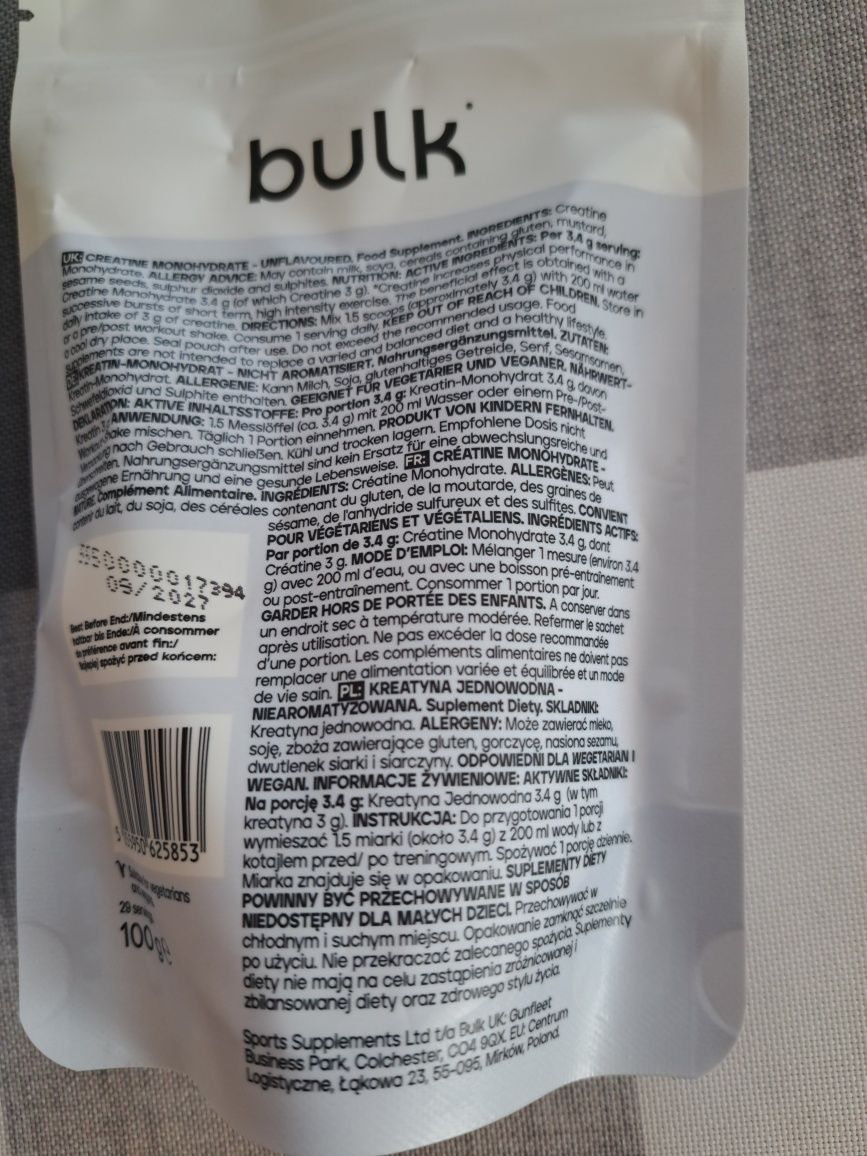 bulk
UK: CREATINE MONOHYDRATE - UNFLAVOURED. Food Supplement. INGREDIENTS: Creatine
Monohydrate. ALLERGY ADVICE: May contain milk, soya, cereals containing gluten, mustard,
sesame seeds, sulphur dioxide and sulphites. NUTRITION: ACTIVE INGREDIENTS: Per 3.4 g serving:
Creatine Monohydrate 3.4 g (of which Creatine 3 g). *Creatine increases physical performance in
successive bursts of short term, high intensity exercise. The beneficial effect is obtained with a
daily intake of 3 g of creatine. DIRECTIONS: Mix 1.5 scoops (approximately 3.4 g) with 200 ml water
or a pre/post workout shake. Consume 1 serving daily. KEEP OUT OF REACH OF CHILDREN. Store in
a cool dry place. Seal pouch after use. Do not exceed the recommended usage. Food
supplements are not intended to replace a varied and balanced diet and a healthy lifestyle.
KREATIN-MONOHYDRAT - NICHT AROMATISIERT. Nahrungsergänzungsmittel. ZUTATEN:
Kreatin-Monohydrat. ALLERGENE: Kann Milch, Soja, glutenhaltiges Getreide, Senf, Sesamsamen,
Schwefeldioxid und Sulphite enthalten. GEEIGNET FÜR VEGETARIER UND VEGANER. NÄHRWERT-
DEKLARATION: AKTIVE INHALTSSTOFFE: Pro portion 3.4 g: Kreatin-Monohydrat 3.4 g, davon
Kreatin 3 g. ANWENDUNG: 1.5 Messlöffel (ca. 3.4 g) mit 200 ml Wasser oder einem Pre-/Post-
Workout-Shake mischen. Täglich 1 Portion einnehmen. PRODUKT VON KINDERN FERNHALTEN.
nach Gebrauch schließen. Kühl und trocken lagern. Empfohlene Dosis nicht
Nahrungsergänzungsmittel sind kein Ersatz für eine abwechslungsreiche und
ausgewogene Ernährung und eine gesunde Lebensweise. FR: CRÉATINE MONOHYDRATE -
NATURE. Complément Alimentaire. INGRÉDIENTS: Créatine Monohydrate. ALLERGÈNES: Peut
contenir du lait, du soja, des céréales contenant du gluten, de la moutarde, des graines de
sésame, de l'anhydride sulfureux et des sulfites. CONVIENT
POUR VÉGÉTARIENS ET VÉGÉTALIENS. INGRÉDIENTS ACTIFS:
Par portion de 3.4 g: Créatine Monohydrate 3.4 g, dont
Créatine 3 g. MODE D'EMPLOI: Mélanger 1 mesure (environ 3.4
g) avec 200 ml d'eau, ou avec une boisson pré-entraînement
ou post-entraînement. Consommer 1 portion par jour.
GARDER HORS DE PORTÉE DES ENFANTS. A conserver dans
un endroit sec à température modérée. Refermer le sachet
après utilisation. Ne pas excéder la dose recommandée
d'une portion. Les compléments alimentaires ne doivent pas
remplacer une alimentation variée et équilibrée et un mode
de vie sain. PL: KREATYNA JEDNOWODNA -
NIEAROMATYZOWANA. Suplement Diety. SKLADNIKI:
Kreatyna jednowodna. ALERGENY: Może zawierać mleko,
soję, zboża zawierające gluten, gorczycę, nasiona sezamu,
dwutlenek siarki i siarczyny. ODPOWIEDNI DLA WEGETARIAN I
WEGAN. INFORMACJE ŻYWIENIOWE: AKTYWNE SKŁADNIKI:
Na porcję 3.4 g: Kreatyna Jednowodna 3.4 g (w tym
kreatyna 3 g). INSTRUKCJA: Do przygotowania 1 porcji
wymieszać 1.5 miarki (około 3.4 g) z 200 ml wody lub z
kotajlem przed/ po treningowym. Spożywać 1 porcję dziennie.
Miarka znajduje się w opakowaniu. SUPLEMENTY DIETY
POWINNY BYĆ PRZECHOWYWANE W SPOSÓB
NIEDOSTĘPNY DLA MAŁYCH DZIECI. Przechowywać w
chłodnym i suchym miejscu. Opakowanie zamknąć szczelnie
po użyciu. Nie przekraczać zalecanego spożycia. Suplementy
diety nie mają na celu zastąpienia zróżnicowanej i
zbilansowanej diety oraz zdrowego stylu życia.
Sports Supplements Ltd t/a Bulk UK: Gunfleet
Business Park, Colchester, CO4 9QX. EU: Centrum
Logistyczne, Łąkowa 23, 55-095, Mirków, Poland.
09/2027
Best Before End:/Mindestens
haltbar bis Ende:/À consommer
de préférence avant fin:/
Najlepiej spożyć przed końcem:
625853
Suitable for vegetarians
29
100g e